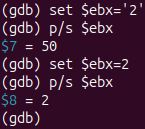 (gdb) set $ebx='2'
(gdb) p/s $ebx
$7 = 50
(gdb) set $ebx=2
(gdb) p/s $ebx
$8 = 2
(gdb)